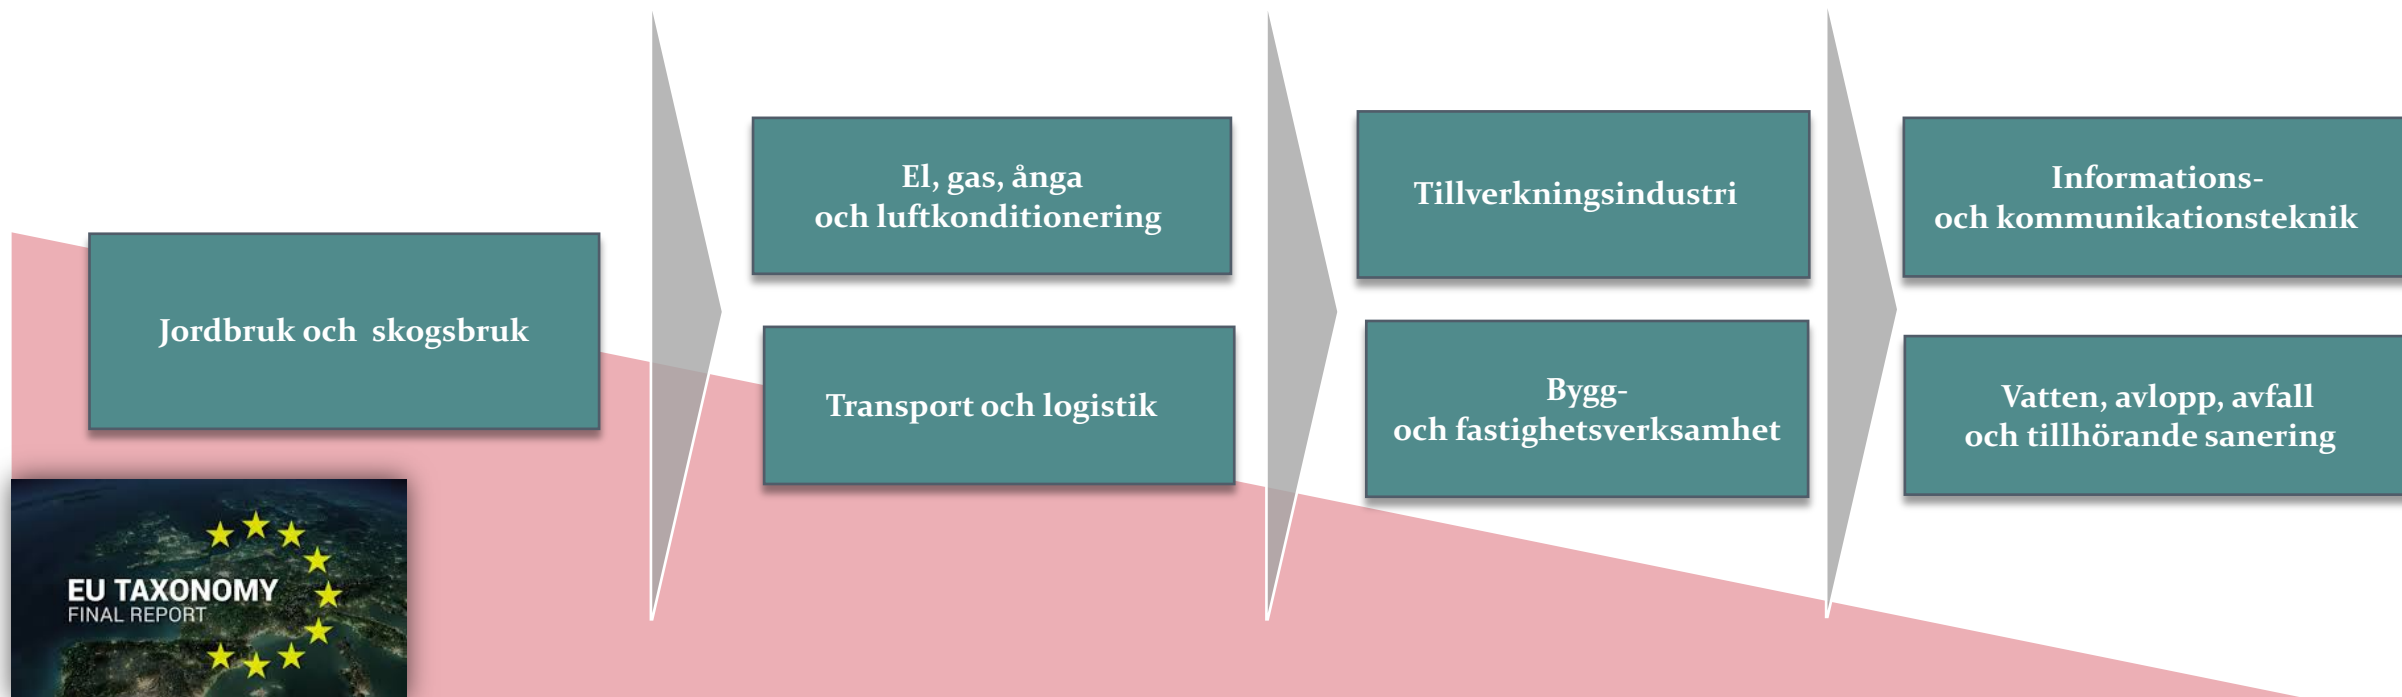 Jordbruk och skogsbruk
El, gas, ånga
och luftkonditionering
Transport och logistik
Tillverkningsindustri
Bygg-
och fastighetsverksamhet
Informations-
och kommunikationsteknik
Vatten, avlopp, avfall
och tillhörande sanering
EU TAXONOMY
FINAL REPORT